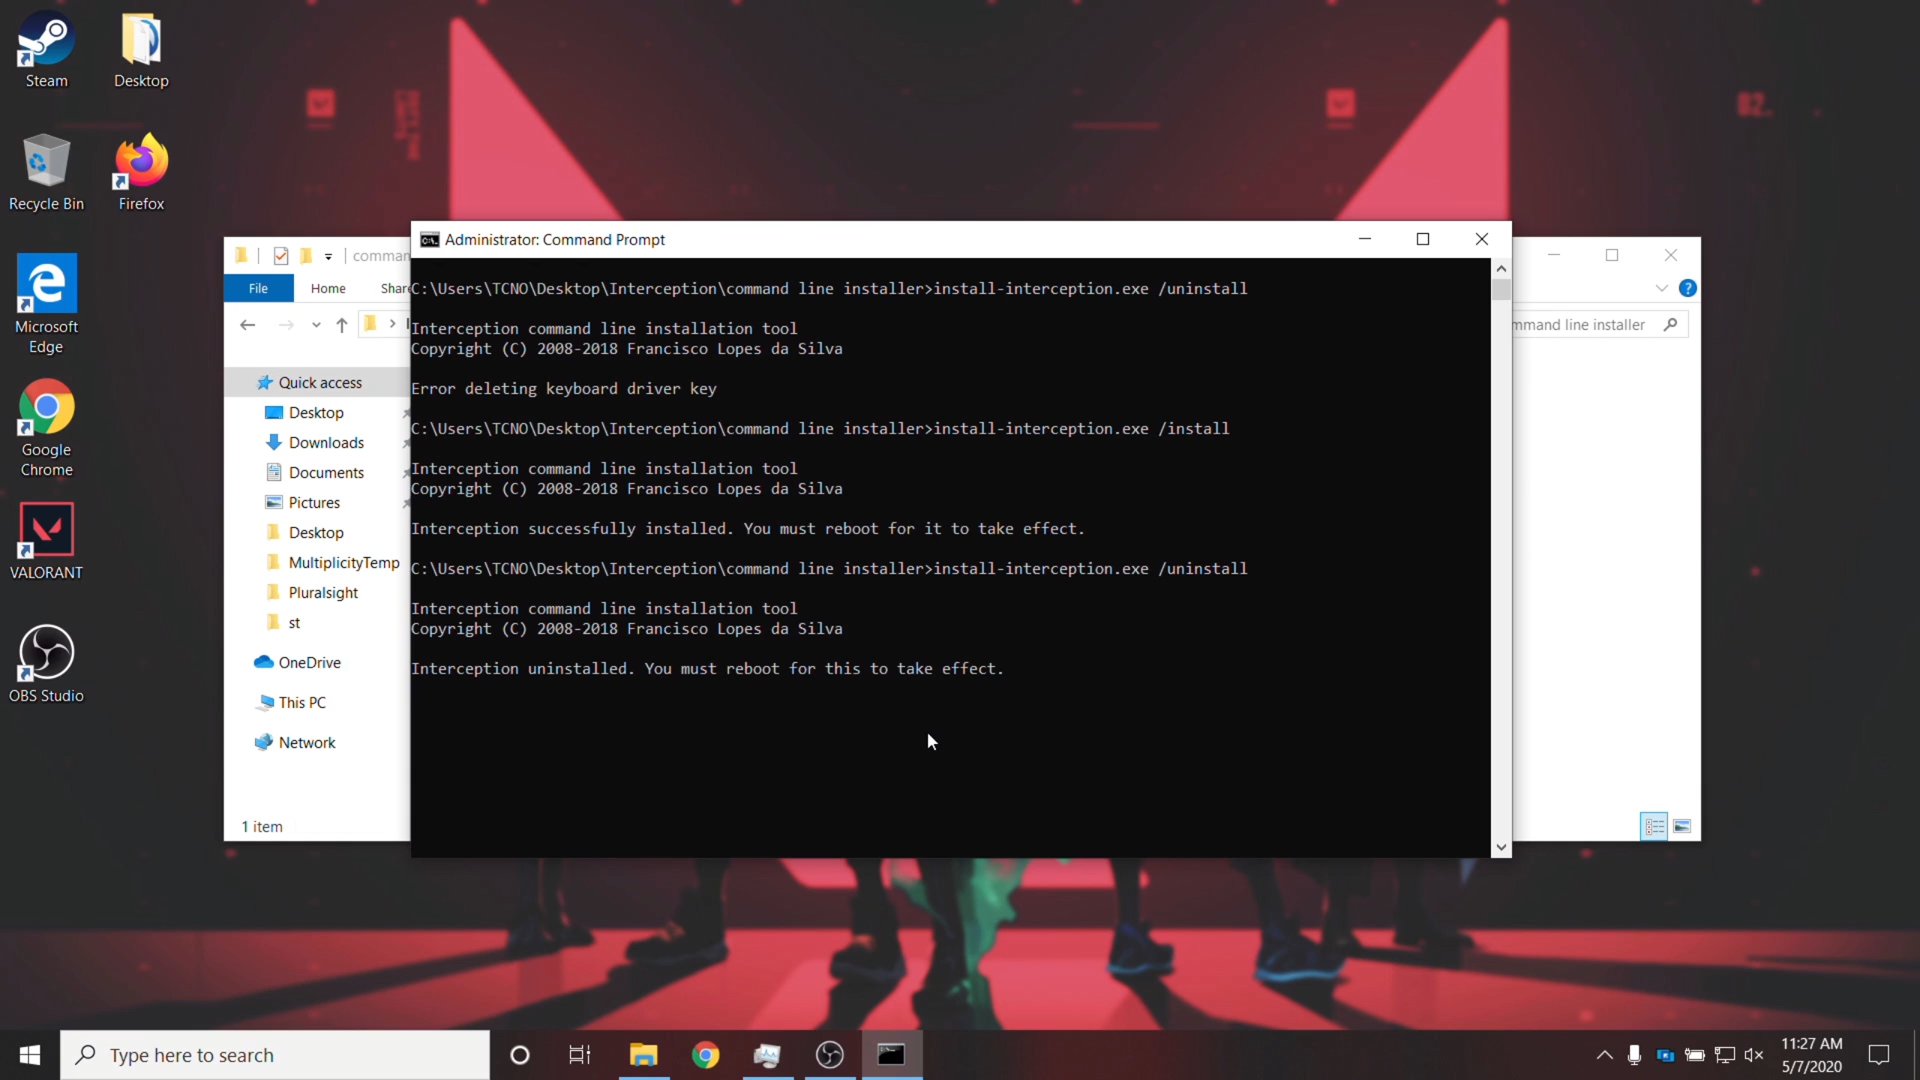 Steam
Desktop
Recycle Bin
Firefox
Microsoft
Edge
Google
Chrome
VALORANT
OBS Studio
02.
comman
File
Home
Share
Quick access
Desktop
Downloads
Documents
Pictures
Desktop
MultiplicityTemp
Pluralsight
st
OneDrive
This PC
Network
1 item
Administrator: Command Prompt
C:\Users\TCNO\Desktop\Interception\command line installer>install-interception.exe /uninstall
Interception command line installation tool
Copyright (C) 2008-2018 Francisco Lopes da Silva
Error deleting keyboard driver key
C:\Users\TCNO\Desktop\Interception\command line installer>install-interception.exe /install
Interception command line installation tool
Copyright (C) 2008-2018 Francisco Lopes da Silva
Interception successfully installed. You must reboot for it to take effect.
C:\Users\TCNO\Desktop\Interception\command line installer>install-interception.exe /uninstall
Interception command line installation tool
Copyright (C) 2008-2018 Francisco Lopes da Silva
Interception uninstalled. You must reboot for this to take effect.
mmand line installer
Type here to search
11:27 AM
5/7/2020